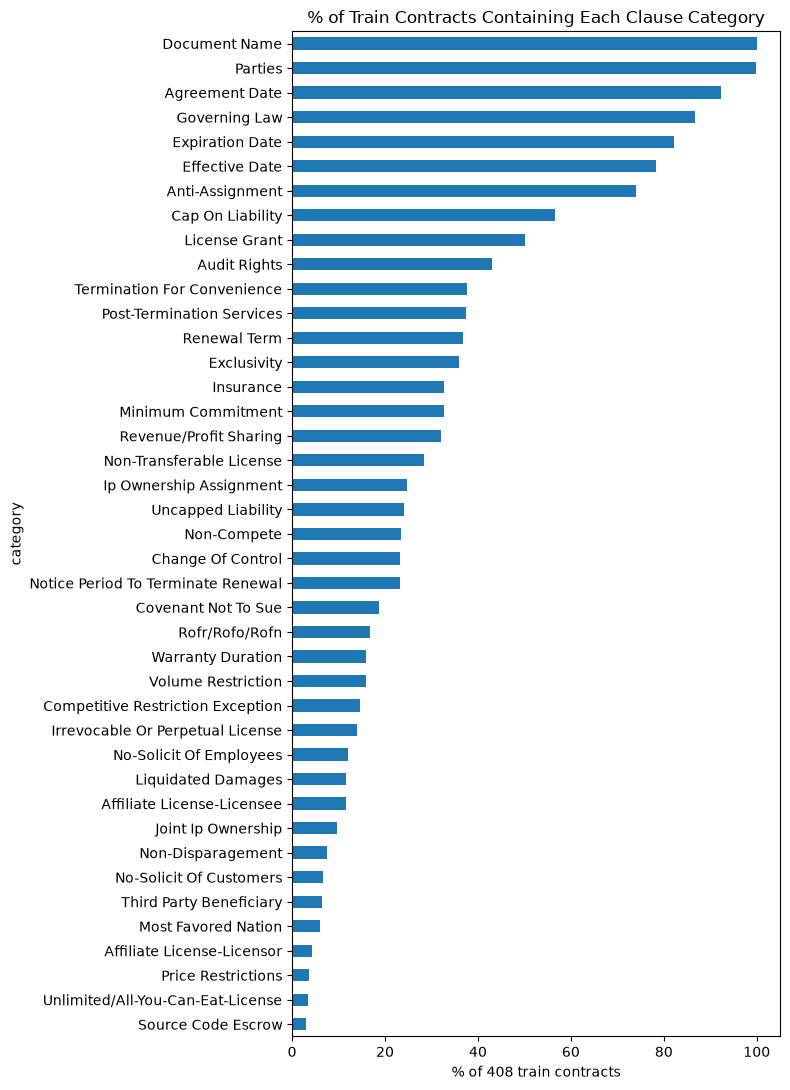 % of Train Contracts Containing Each Clause Category
Document Name
Parties
Agreement Date
Governing Law
Expiration Date
Effective Date
Anti-Assignment
Cap On Liability
License Grant
Audit Rights
Termination For Convenience
Post-Termination Services
Renewal Term
Exclusivity
Insurance
Minimum Commitment
Revenue/Profit Sharing
Non-Transferable License
Ip Ownership Assignment
Uncapped Liability
Non-Compete
Change Of Control
Notice Period To Terminate Renewal
Covenant Not To Sue
Rofr/Rofo/Rofn
Warranty Duration
Volume Restriction
Competitive Restriction Exception
Irrevocable Or Perpetual License
No-Solicit Of Employees
Liquidated Damages
Affiliate License-Licensee
Joint Ip Ownership
Non-Disparagement
No-Solicit Of Customers
Third Party Beneficiary
Most Favored Nation
Affiliate License-Licensor
Price Restrictions
Unlimited/All-You-Can-Eat-License
Source Code Escrow
category
0 20 40 60 80 100
% of 408 train contracts